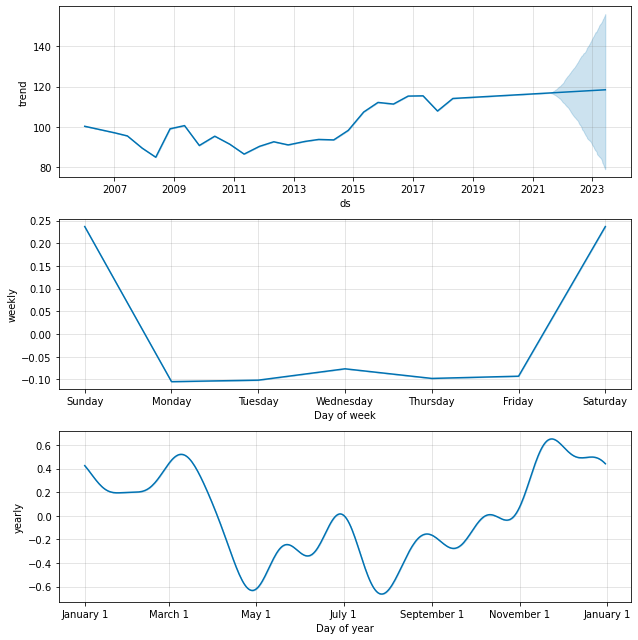 140
120
100
80
trend
2007 2009 2011 2013 2015 2017 2019 2021 2023
ds
0.25
0.20
0.15
0.10
0.05
0.00
−0.05
−0.10
weekly
Sunday Monday Tuesday Wednesday Thursday Friday Saturday
Day of week
0.6
0.4
0.2
0.0
−0.2
−0.4
−0.6
yearly
January 1 March 1 May 1 July 1 September 1 November 1 January 1
Day of year